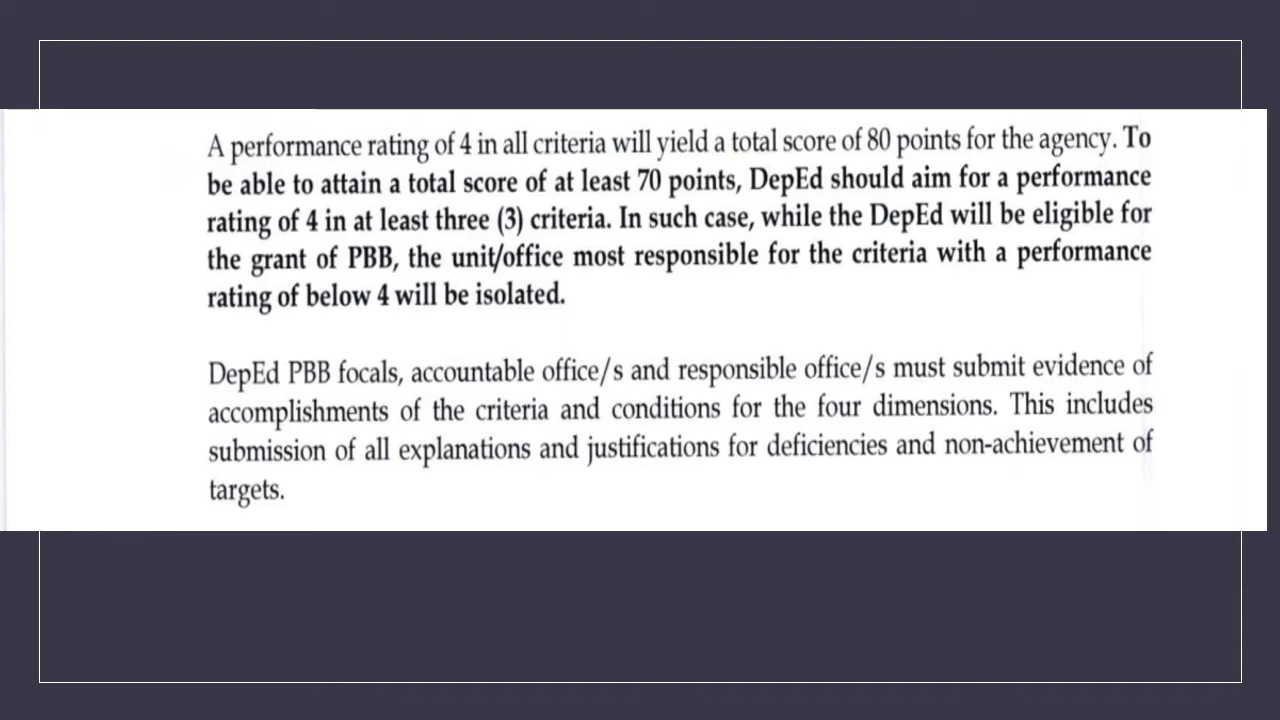 A performance rating of 4 in all criteria will yield a total score of 80 points for the agency. To
be able to attain a total score of at least 70 points, DepEd should aim for a performance
rating of 4 in at least three (3) criteria. In such case, while the DepEd will be eligible for
the grant of PBB, the unit/office most responsible for the criteria with a performance
rating of below 4 will be isolated.
DepEd PBB focals, accountable office/s and responsible office/s must submit evidence of
accomplishments of the criteria and conditions for the four dimensions. This includes
submission of all explanations and justifications for deficiencies and non-achievement of
targets.